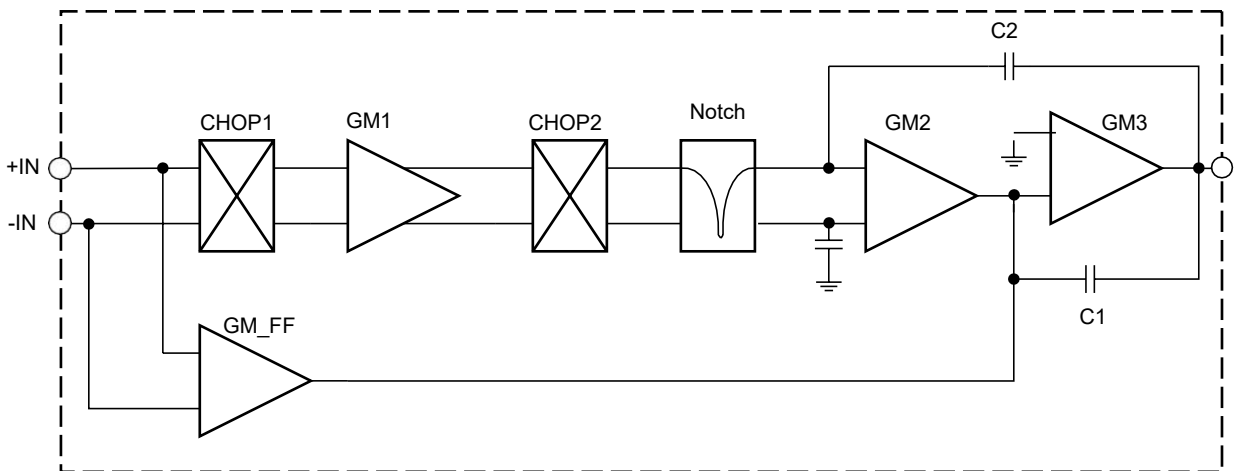 C2
CHOP1
GM1
CHOP2
Notch
GM2
GM3
+IN
-IN
C1
GM_FF